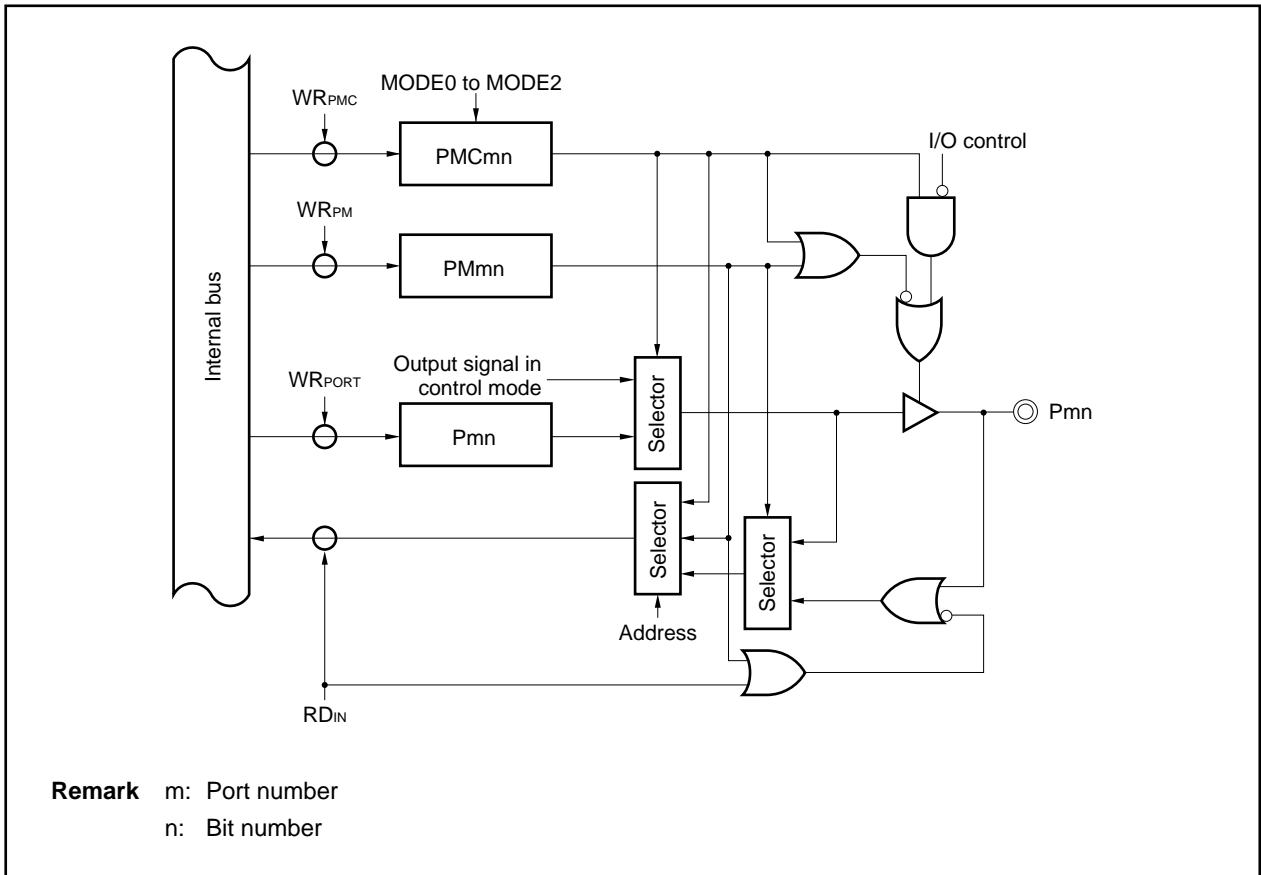 MODE0 to MODE2
WRPMC
I/O control
PMCmn
WRPM
PMmn
Internal bus
Output signal in
control mode
WRPORT
Selector
Pmn
Pmn
Selector
Selector
Address
RDIN
Remark m: Port number
n: Bit number